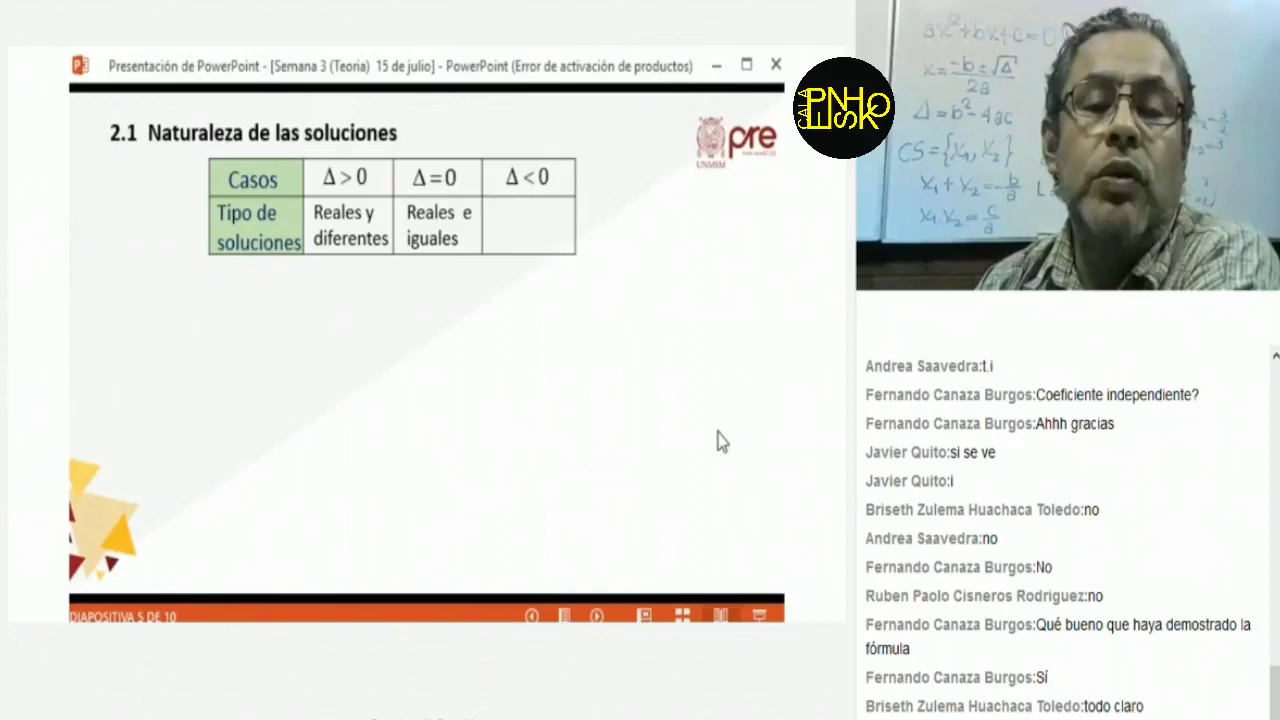 Presentación de PowerPoint - [Semana 3 (Teoria) 15 de julio] - PowerPoint (Error de activación de productos)
2.1 Naturaleza de las soluciones
UNMSM
pre
SAN MARCOS
Casos Δ > 0 Δ = 0 Δ < 0
Tipo de soluciones Reales y diferentes Reales e iguales
DIAPOSITIVA 5 DE 10
CALA
PENHO
ESK
ax²+bx+c=0
x = -b ± √Δ / 2a
Δ = b² - 4ac
CS = {x₁, x₂}
x₁ + x₂ = -b/a
x₁ . x₂ = c/a
Andrea Saavedra:t.i
Fernando Canaza Burgos:Coeficiente independiente?
Fernando Canaza Burgos:Ahhh gracias
Javier Quito:si se ve
Javier Quito:i
Briseth Zulema Huachaca Toledo:no
Andrea Saavedra:no
Fernando Canaza Burgos:No
Ruben Paolo Cisneros Rodriguez:no
Fernando Canaza Burgos:Qué bueno que haya demostrado la
fórmula
Fernando Canaza Burgos:Sí
Briseth Zulema Huachaca Toledo:todo claro